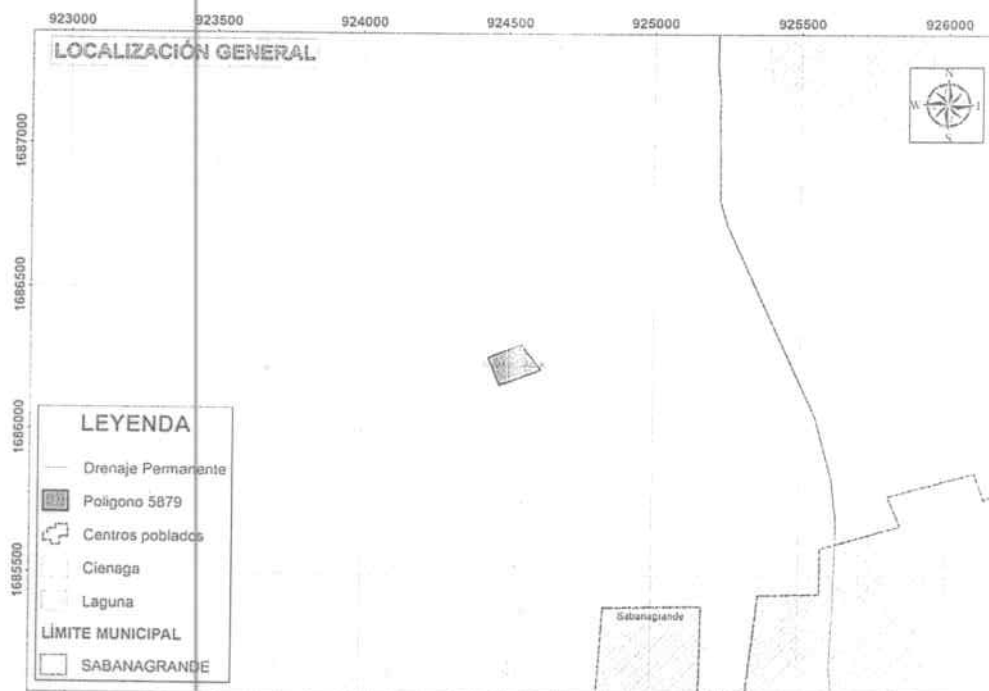 923000 923500 924000 924500 925000 925500 926000
LOCALIZACIÓN GENERAL
N
W
S
1687000
1686500
1686000
1685500
LEYENDA
Drenaje Permanente
Poligono 5879
Centros poblados
Cienaga
Laguna
LÍMITE MUNICIPAL
SABANAGRANDE
Sabanagrande